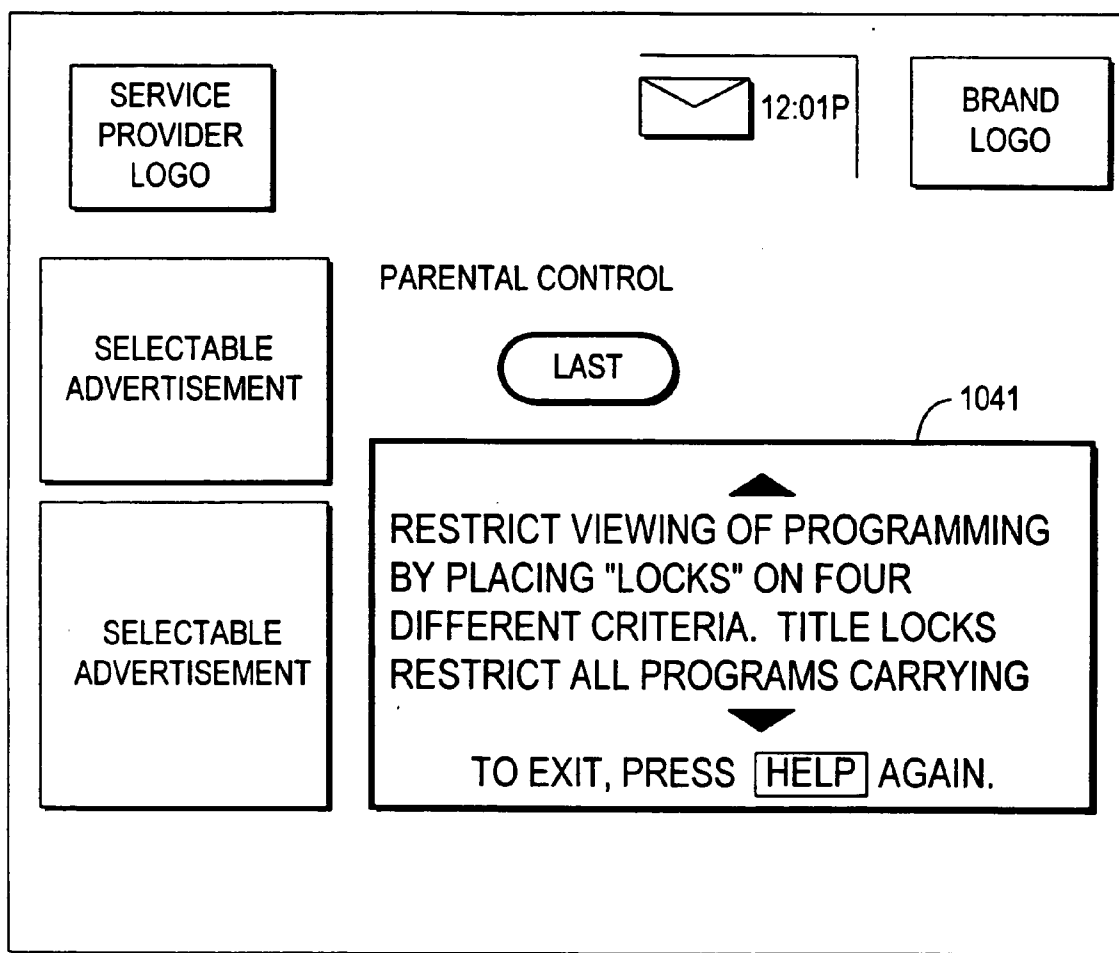 SERVICE
PROVIDER
LOGO
12:01P
BRAND
LOGO
SELECTABLE
ADVERTISEMENT
PARENTAL CONTROL
LAST
1041
RESTRICT VIEWING OF PROGRAMMING
BY PLACING "LOCKS" ON FOUR
DIFFERENT CRITERIA. TITLE LOCKS
RESTRICT ALL PROGRAMS CARRYING
TO EXIT, PRESS HELP AGAIN.
SELECTABLE
ADVERTISEMENT